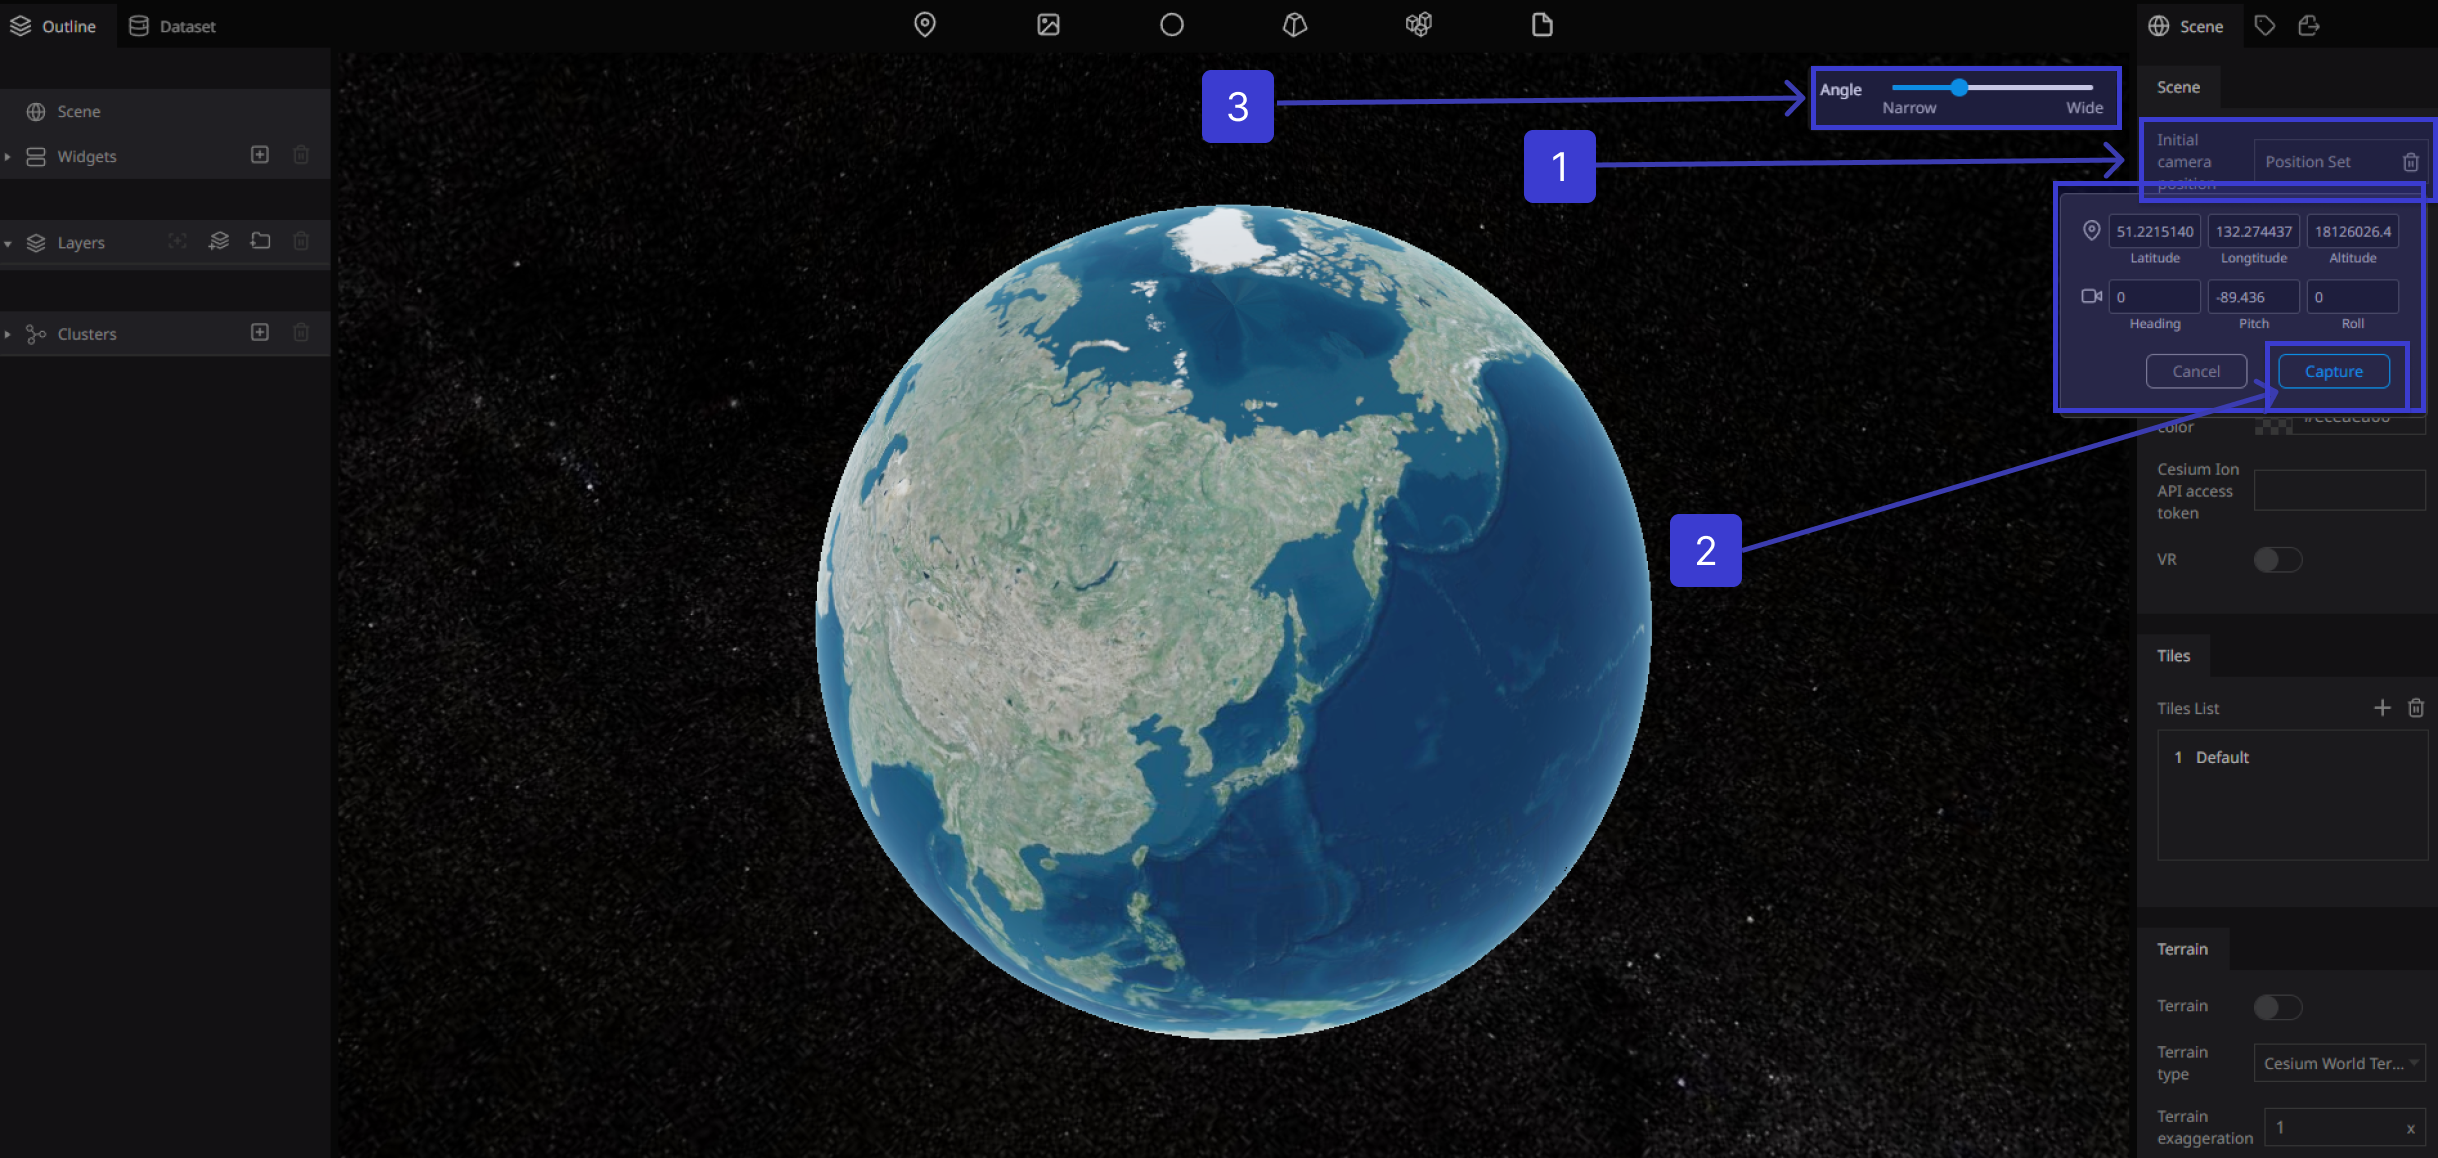 Outline
Dataset
Scene
Widgets
Layers
Clusters
3
1
2
Angle
Narrow
Wide
Scene
Scene
Initial
camera
position
Position Set
51.2215140
132.274437
18126026.4
Latitude
Longtitude
Altitude
0
-89.436
0
Heading
Pitch
Roll
Cancel
Capture
color
Cesium Ion
API access
token
VR
Tiles
Tiles List
1 Default
Terrain
Terrain
Terrain
type
Cesium World Ter...
Terrain
exaggeration
1
x